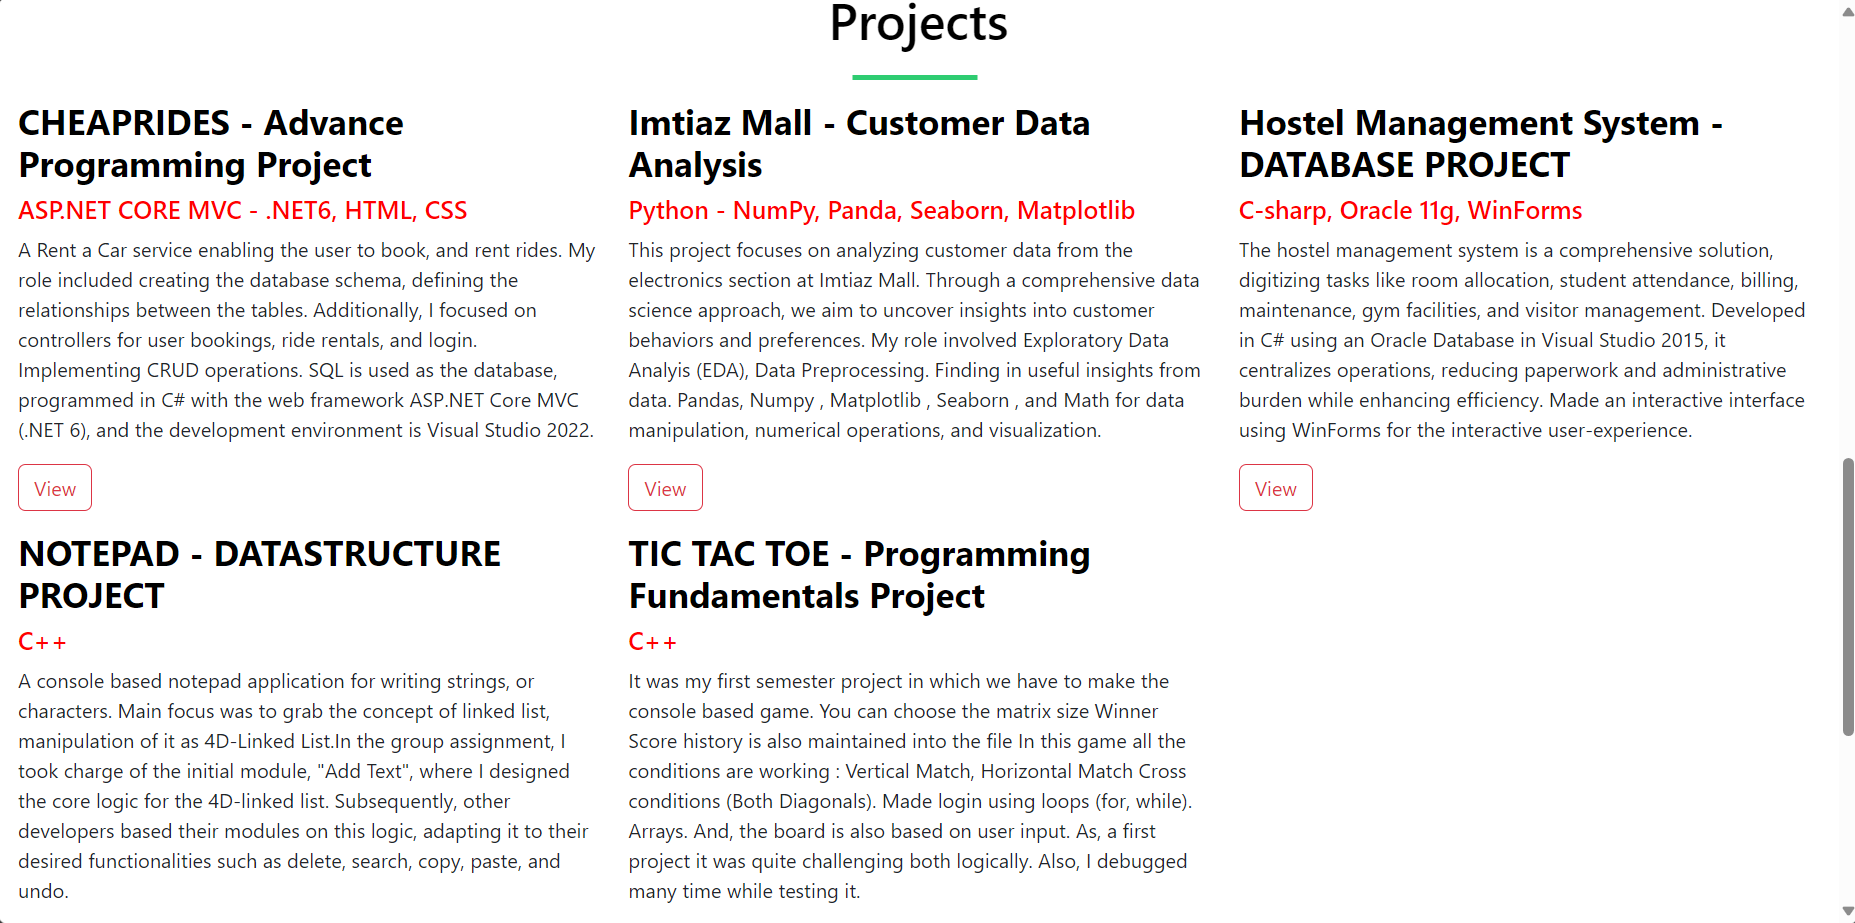 Projects
CHEAPRIDES - Advance
Programming Project
ASP.NET CORE MVC - .NET6, HTML, CSS
A Rent a Car service enabling the user to book, and rent rides. My
role included creating the database schema, defining the
relationships between the tables. Additionally, I focused on
controllers for user bookings, ride rentals, and login.
Implementing CRUD operations. SQL is used as the database,
programmed in C# with the web framework ASP.NET Core MVC
(.NET 6), and the development environment is Visual Studio 2022.
View
Imtiaz Mall - Customer Data
Analysis
Python - NumPy, Panda, Seaborn, Matplotlib
This project focuses on analyzing customer data from the
electronics section at Imtiaz Mall. Through a comprehensive data
science approach, we aim to uncover insights into customer
behaviors and preferences. My role involved Exploratory Data
Analyis (EDA), Data Preprocessing. Finding in useful insights from
data. Pandas, Numpy , Matplotlib , Seaborn , and Math for data
manipulation, numerical operations, and visualization.
View
Hostel Management System -
DATABASE PROJECT
C-sharp, Oracle 11g, WinForms
The hostel management system is a comprehensive solution,
digitizing tasks like room allocation, student attendance, billing,
maintenance, gym facilities, and visitor management. Developed
in C# using an Oracle Database in Visual Studio 2015, it
centralizes operations, reducing paperwork and administrative
burden while enhancing efficiency. Made an interactive interface
using WinForms for the interactive user-experience.
View
NOTEPAD - DATASTRUCTURE
PROJECT
C++
A console based notepad application for writing strings, or
characters. Main focus was to grab the concept of linked list,
manipulation of it as 4D-Linked List.In the group assignment, I
took charge of the initial module, "Add Text", where I designed
the core logic for the 4D-linked list. Subsequently, other
developers based their modules on this logic, adapting it to their
desired functionalities such as delete, search, copy, paste, and
undo.
TIC TAC TOE - Programming
Fundamentals Project
C++
It was my first semester project in which we have to make the
console based game. You can choose the matrix size Winner
Score history is also maintained into the file In this game all the
conditions are working : Vertical Match, Horizontal Match Cross
conditions (Both Diagonals). Made login using loops (for, while).
Arrays. And, the board is also based on user input. As, a first
project it was quite challenging both logically. Also, I debugged
many time while testing it.